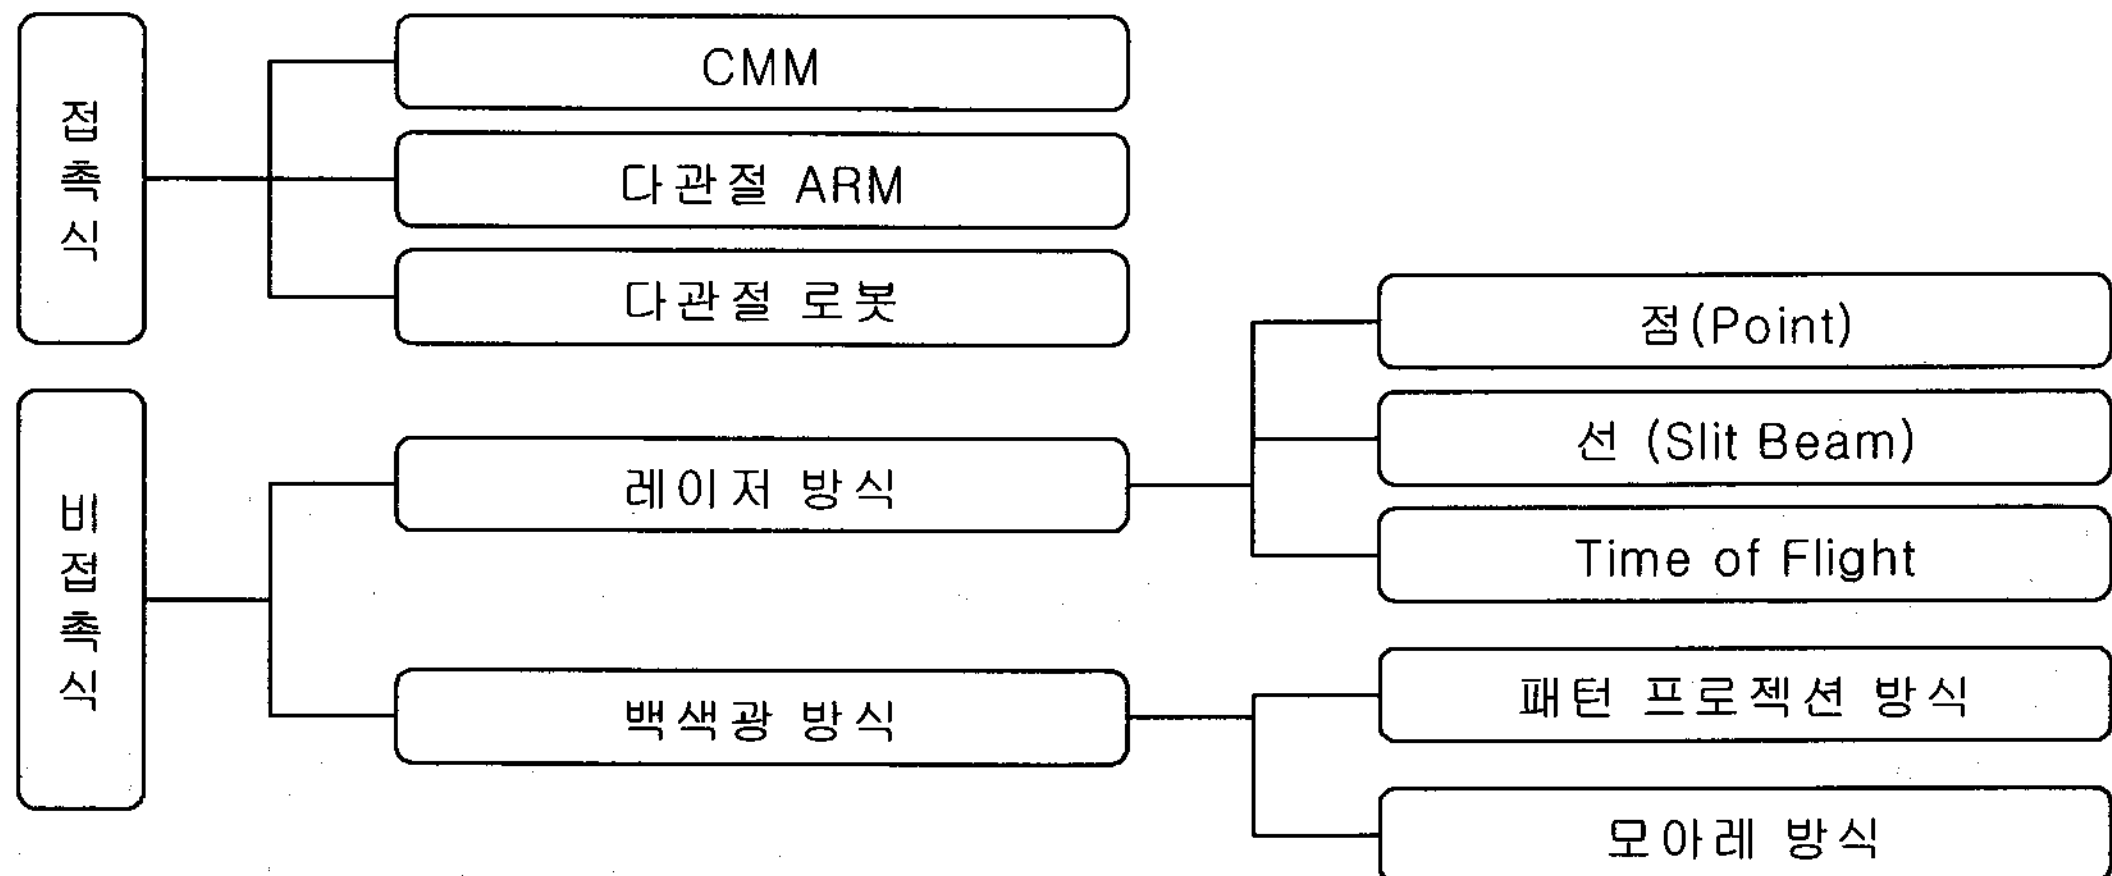 접촉식
CMM
다관절 ARM
다관절 로봇
비접촉식
레이저 방식
점(Point)
선 (Slit Beam)
Time of Flight
백색광 방식
패턴 프로젝션 방식
모아레 방식